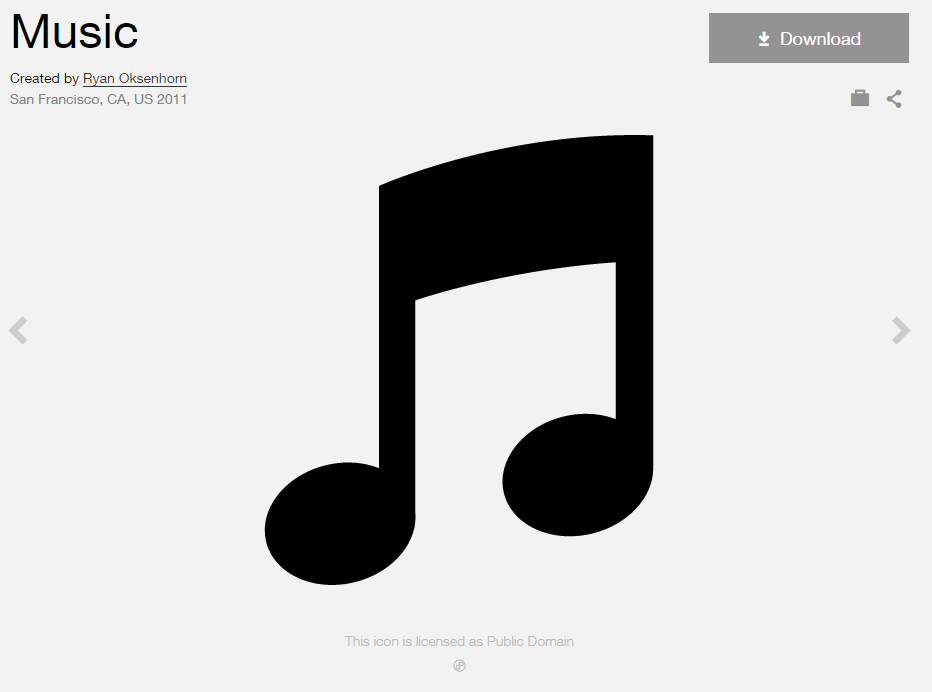 Music
Download
Created by Ryan Oksenhorn
San Francisco, CA, US 2011
This icon is licensed as Public Domain